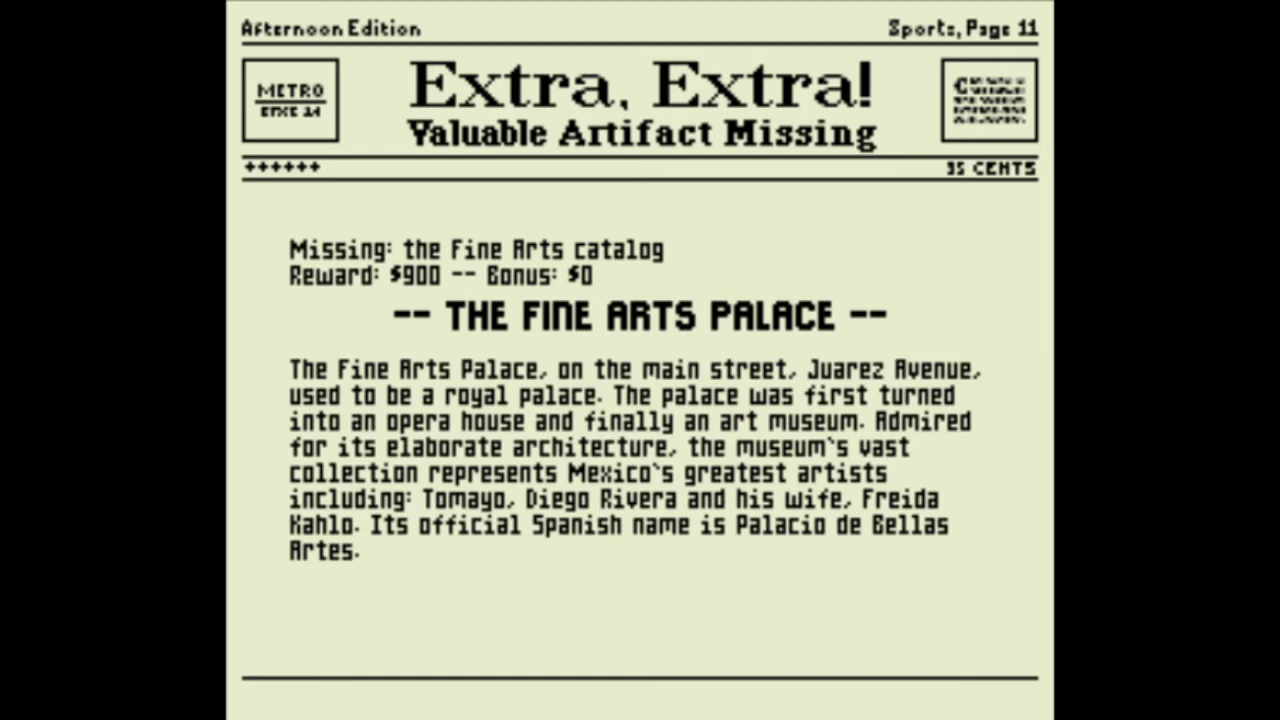 Afternoon Edition
Sports, Page 11
METRO
Extra, Extra!
Valuable Artifact Missing
++++++
35 CENTS
Missing: the Fine Arts catalog
Reward: $900 -- Bonus: $0
-- THE FINE ARTS PALACE --
The Fine Arts Palace, on the main street, Juarez Avenue,
used to be a royal palace. The palace was first turned
into an opera house and finally an art museum. Admired
for its elaborate architecture, the museum's vast
collection represents Mexico's greatest artists
including: Tomayo, Diego Rivera and his wife, Freida
Kahlo. Its official Spanish name is Palacio de Bellas
Artes.